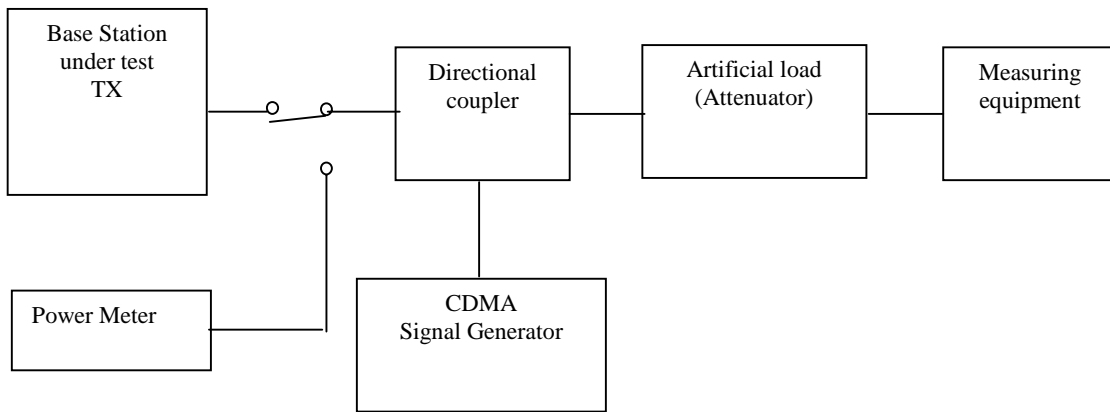 Base Station
under test
TX
Directional
coupler
Artificial load
(Attenuator)
Measuring
equipment
Power Meter
CDMA
Signal Generator